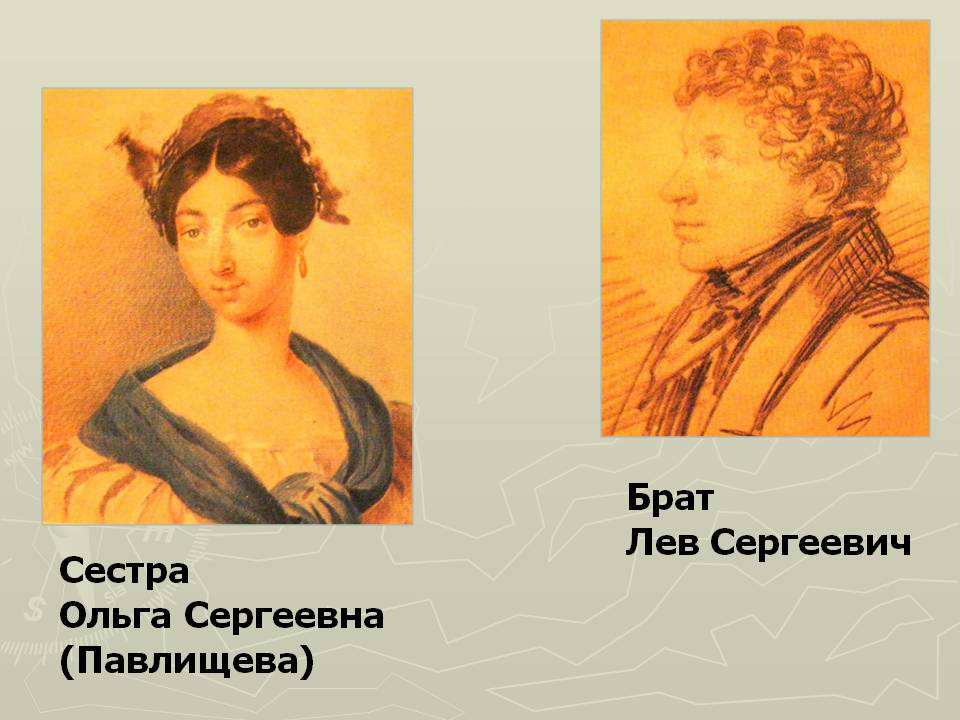 Сестра
Ольга Сергеевна
(Павлищева)
Брат
Лев Сергеевич